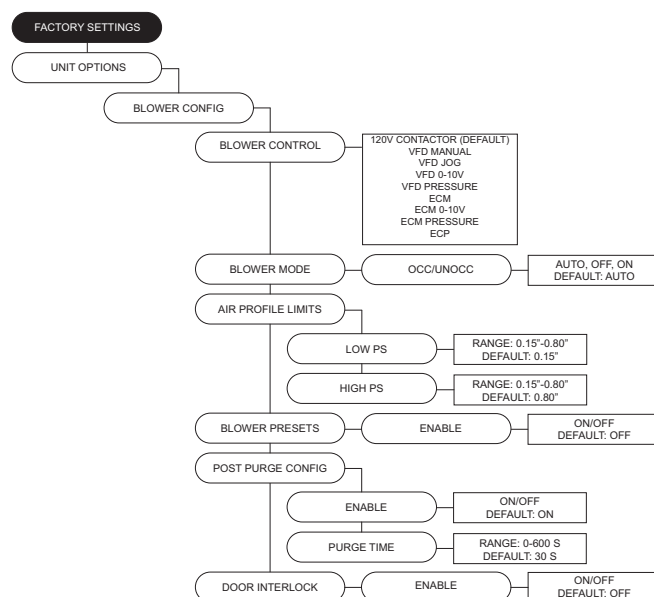 FACTORY SETTINGS
UNIT OPTIONS
BLOWER CONFIG
BLOWER CONTROL
120V CONTACTOR (DEFAULT)
VFD MANUAL
VFD JOG
VFD 0-10V
VFD PRESSURE
ECM
ECM 0-10V
ECM PRESSURE
ECP
BLOWER MODE
OCC/UNOCC
AUTO, OFF, ON
DEFAULT: AUTO
AIR PROFILE LIMITS
LOW PS
RANGE: 0.15”-0.80”
DEFAULT: 0.15”
HIGH PS
RANGE: 0.15”-0.80”
DEFAULT: 0.80”
BLOWER PRESETS
ENABLE
ON/OFF
DEFAULT: OFF
POST PURGE CONFIG
ENABLE
ON/OFF
DEFAULT: ON
PURGE TIME
RANGE: 0-600 S
DEFAULT: 30 S
DOOR INTERLOCK
ENABLE
ON/OFF
DEFAULT: OFF